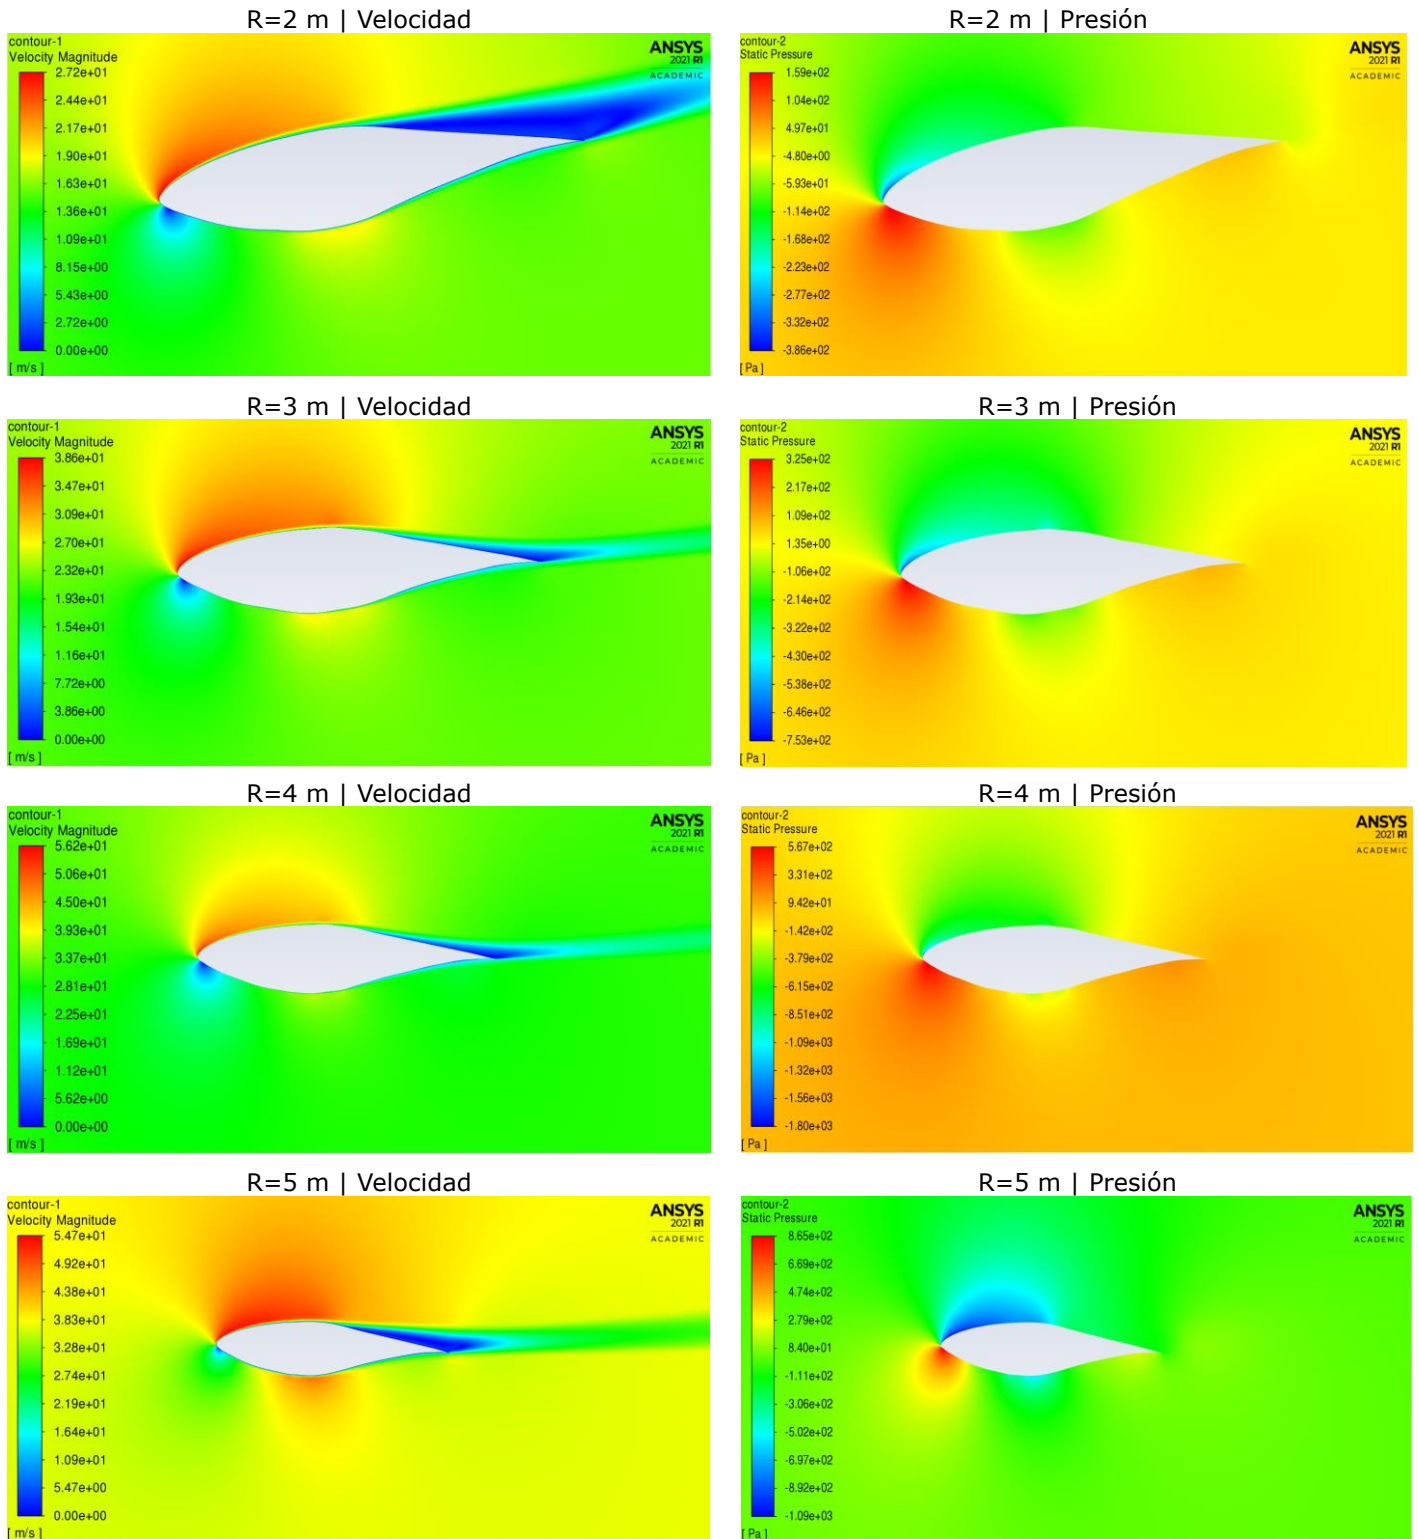 R=2 m | Velocidad
contour-1
Velocity Magnitude
2.72e+01
2.44e+01
2.17e+01
1.90e+01
1.63e+01
1.36e+01
1.09e+01
8.15e+00
5.43e+00
2.72e+00
0.00e+00
[ m/s ]
ANSYS
2021 R1
ACADEMIC
R=2 m | Presión
contour-2
Static Pressure
1.59e+02
1.04e+02
4.97e+01
-4.80e+00
-5.93e+01
-1.14e+02
-1.68e+02
-2.23e+02
-2.77e+02
-3.32e+02
-3.86e+02
[ Pa ]
ANSYS
2021 R1
ACADEMIC
R=3 m | Velocidad
contour-1
Velocity Magnitude
3.86e+01
3.47e+01
3.09e+01
2.70e+01
2.32e+01
1.93e+01
1.54e+01
1.16e+01
7.72e+00
3.86e+00
0.00e+00
[ m/s ]
ANSYS
2021 R1
ACADEMIC
R=3 m | Presión
contour-2
Static Pressure
3.25e+02
2.17e+02
1.09e+02
1.35e+00
-1.06e+02
-2.14e+02
-3.22e+02
-4.30e+02
-5.38e+02
-6.46e+02
-7.53e+02
[ Pa ]
ANSYS
2021 R1
ACADEMIC
R=4 m | Velocidad
contour-1
Velocity Magnitude
5.62e+01
5.06e+01
4.50e+01
3.93e+01
3.37e+01
2.81e+01
2.25e+01
1.69e+01
1.12e+01
5.62e+00
0.00e+00
[ m/s ]
ANSYS
2021 R1
ACADEMIC
R=4 m | Presión
contour-2
Static Pressure
5.67e+02
3.31e+02
9.42e+01
-1.42e+02
-3.79e+02
-6.15e+02
-8.51e+02
-1.09e+03
-1.32e+03
-1.56e+03
-1.80e+03
[ Pa ]
ANSYS
2021 R1
ACADEMIC
R=5 m | Velocidad
contour-1
Velocity Magnitude
5.47e+01
4.92e+01
4.38e+01
3.83e+01
3.28e+01
2.74e+01
2.19e+01
1.64e+01
1.09e+01
5.47e+00
0.00e+00
[ m/s ]
ANSYS
2021 R1
ACADEMIC
R=5 m | Presión
contour-2
Static Pressure
8.65e+02
6.69e+02
4.74e+02
2.79e+02
8.40e+01
-1.11e+02
-3.06e+02
-5.02e+02
-6.97e+02
-8.92e+02
-1.09e+03
[ Pa ]
ANSYS
2021 R1
ACADEMIC